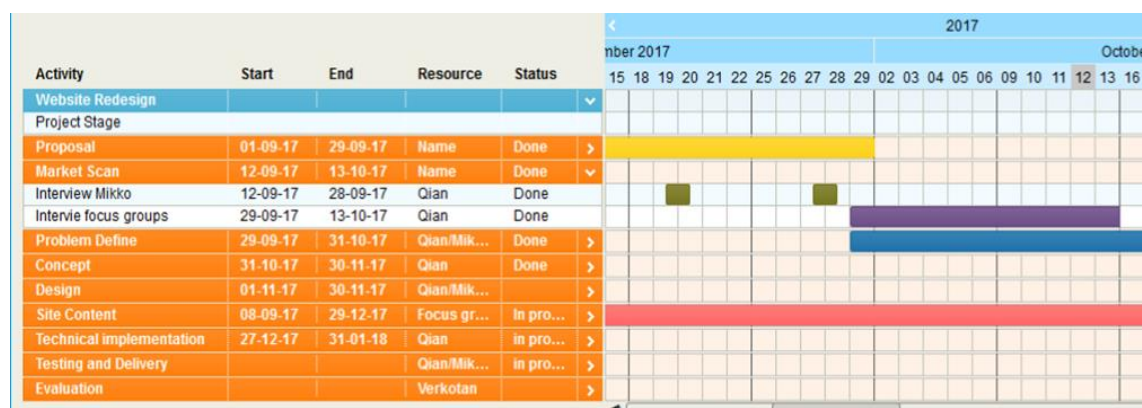 2017
mber 2017 Octobe
Activity Start End Resource Status 15 18 19 20 21 22 25 26 27 28 29 02 03 04 05 06 09 10 11 12 13 16
Website Redesign
Project Stage
Proposal 01-09-17 29-09-17 Name Done
Market Scan 12-09-17 13-10-17 Name Done
Interview Mikko 12-09-17 28-09-17 Qian Done
Intervie focus groups 29-09-17 13-10-17 Qian Done
Problem Define 29-09-17 31-10-17 Qian/Mik... Done
Concept 31-10-17 30-11-17 Qian Done
Design 01-11-17 30-11-17 Qian/Mik...
Site Content 08-09-17 29-12-17 Focus gr... In pro...
Technical implementation 27-12-17 31-01-18 Qian in pro...
Testing and Delivery Qian/Mik... in pro...
Evaluation Verkotan